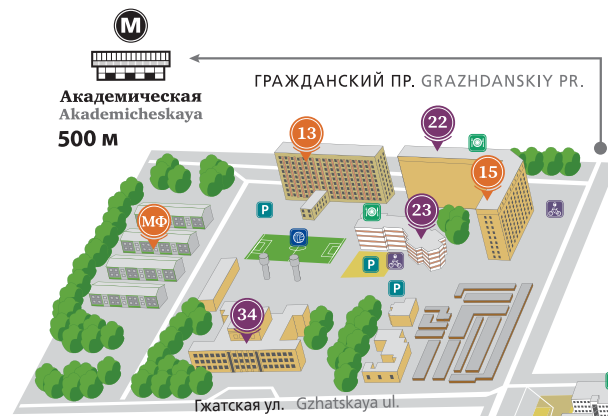 М
Академическая
Akademicheskaya
500 м
ГРАЖДАНСКИЙ ПР. GRAZHDANSKIY PR.
13
22
15
P
23
МФ
P
P
34
Гжатская ул. Gzhatskaya ul.